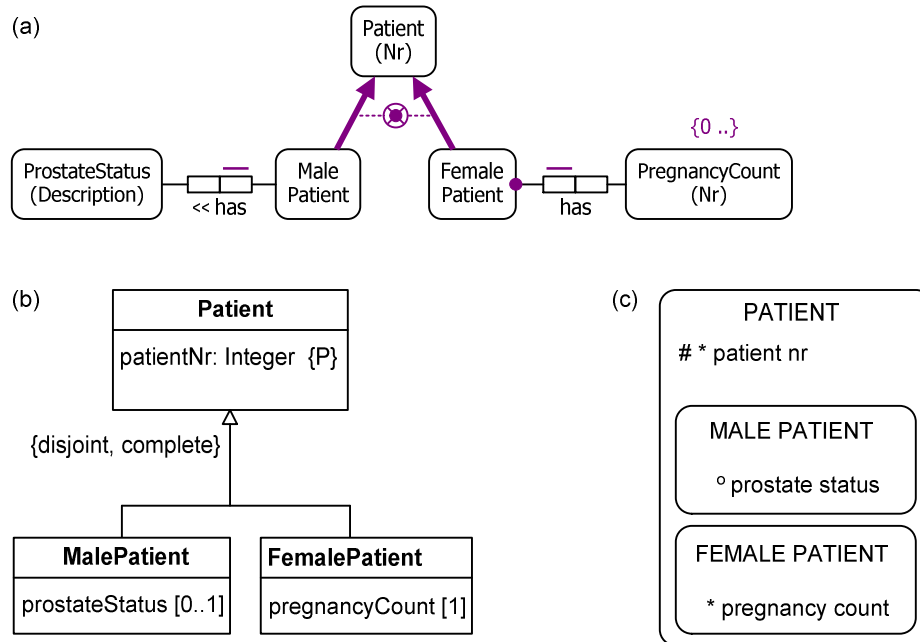 (a)
Patient
(Nr)
{0 ..}
ProstateStatus
(Description)
<< has
Male
Patient
Female
Patient
has
PregnancyCount
(Nr)
(b)
Patient
patientNr: Integer {P}
{disjoint, complete}
MalePatient
prostateStatus [0..1]
FemalePatient
pregnancyCount [1]
(c)
PATIENT
# * patient nr
MALE PATIENT
o prostate status
FEMALE PATIENT
* pregnancy count